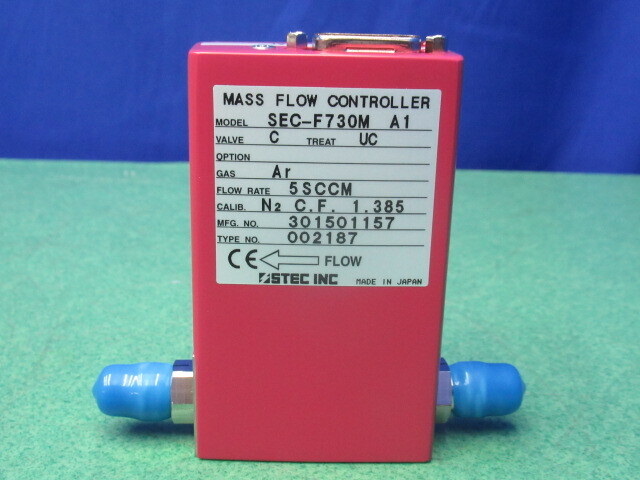 MASS FLOW CONTROLLER
MODEL SEC-F730M A1
VALVE C TREAT UC
OPTION
GAS Ar
FLOW RATE 5SCCM
CALIB. N2 C.F. 1.385
MFG. NO. 301501157
TYPE NO. 002187
CE FLOW
STEC INC MADE IN JAPAN